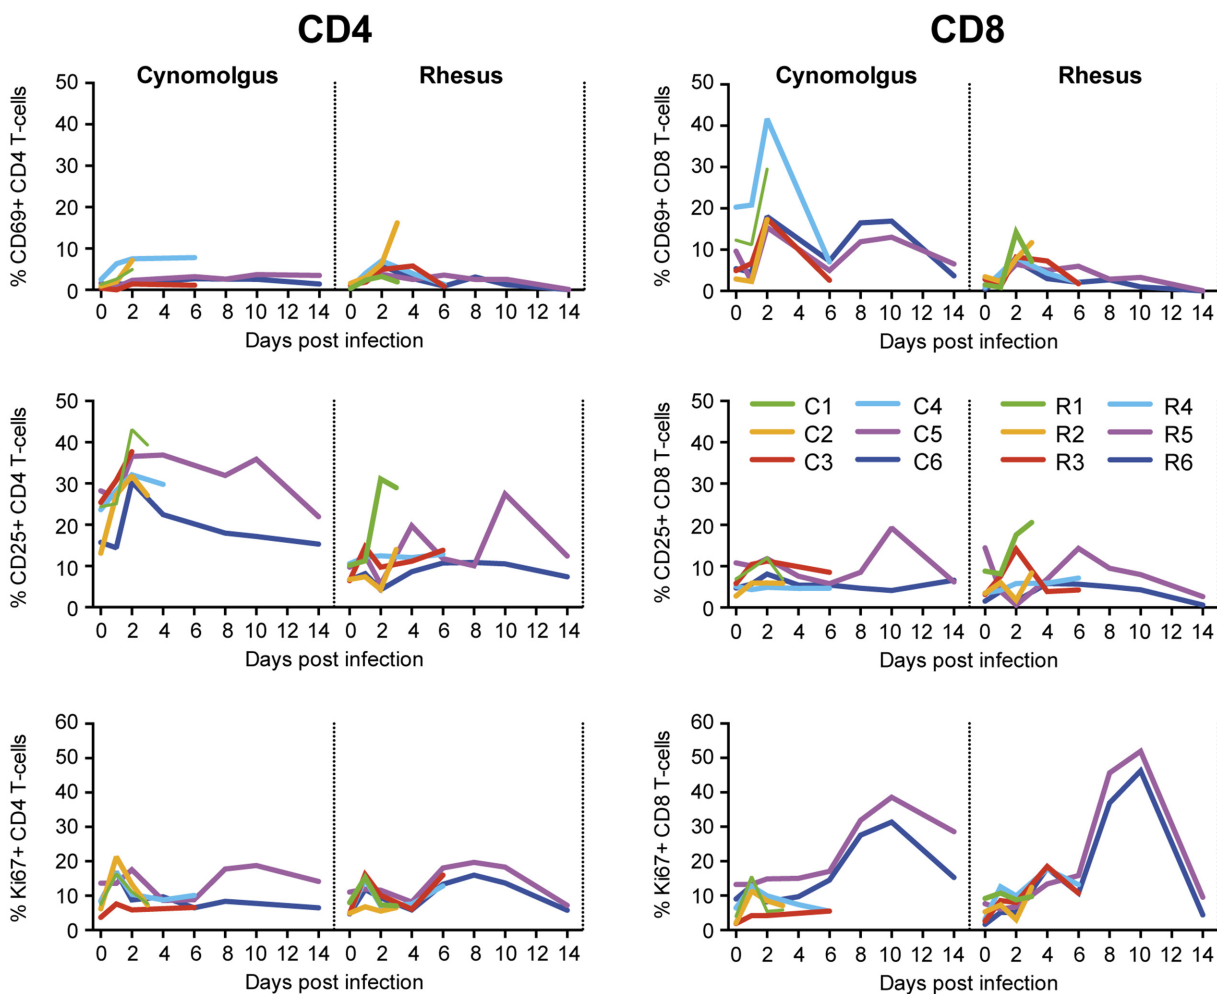 CD4 CD8
Cynomolgus Rhesus Cynomolgus Rhesus
% CD69+ CD4 T-cells
50
40
30
20
10
0
0 2 4 6 8 10 12 14 0 2 4 6 8 10 12 14
Days post infection
% CD69+ CD8 T-cells
50
40
30
20
10
0
0 2 4 6 8 10 12 14 0 2 4 6 8 10 12 14
Days post infection
% CD25+ CD4 T-cells
50
40
30
20
10
0
0 2 4 6 8 10 12 14 0 2 4 6 8 10 12 14
Days post infection
% CD25+ CD8 T-cells
50
40
30
20
10
0
C1 C4 R1 R4
C2 C5 R2 R5
C3 C6 R3 R6
0 2 4 6 8 10 12 14 0 2 4 6 8 10 12 14
Days post infection
% Ki67+ CD4 T-cells
60
50
40
30
20
10
0
0 2 4 6 8 10 12 14 0 2 4 6 8 10 12 14
Days post infection
% Ki67+ CD8 T-cells
60
50
40
30
20
10
0
0 2 4 6 8 10 12 14 0 2 4 6 8 10 12 14
Days post infection